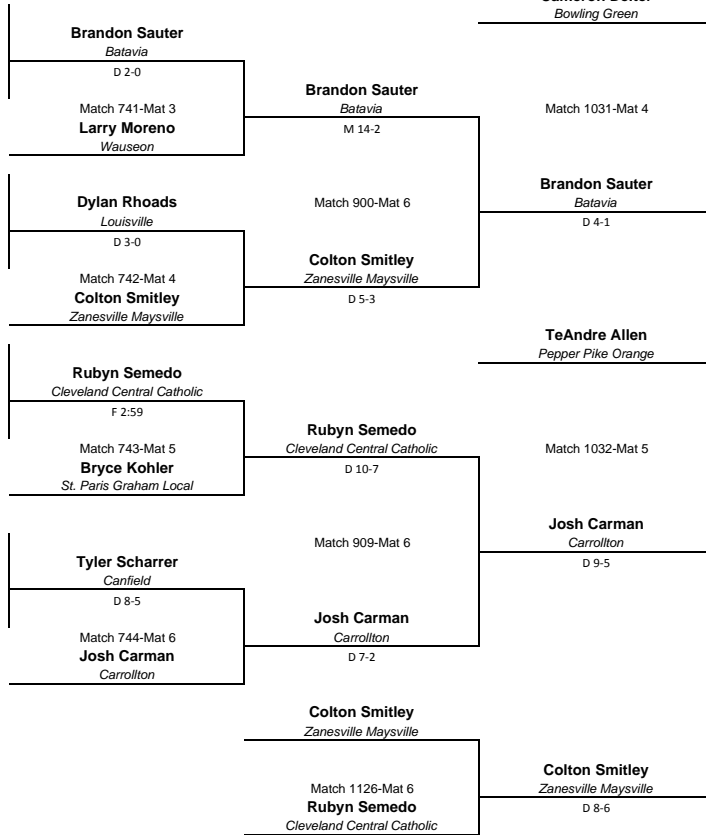 Bowling Green
Brandon Sauter
Batavia
D 2-0
Brandon Sauter
Match 741-Mat 3
Batavia
Match 1031-Mat 4
Larry Moreno
M 14-2
Wauseon
Brandon Sauter
Dylan Rhoads
Match 900-Mat 6
Batavia
Louisville
D 4-1
D 3-0
Colton Smitley
Match 742-Mat 4
Zanesville Maysville
Colton Smitley
D 5-3
Zanesville Maysville
TeAndre Allen
Pepper Pike Orange
Rubyn Semedo
Cleveland Central Catholic
F 2:59
Rubyn Semedo
Match 743-Mat 5
Cleveland Central Catholic
Match 1032-Mat 5
Bryce Kohler
D 10-7
St. Paris Graham Local
Josh Carman
Match 909-Mat 6
Carrollton
Tyler Scharrer
D 9-5
Canfield
D 8-5
Josh Carman
Match 744-Mat 6
Carrollton
Josh Carman
D 7-2
Carrollton
Colton Smitley
Zanesville Maysville
Colton Smitley
Match 1126-Mat 6
Zanesville Maysville
Rubyn Semedo
D 8-6
Cleveland Central Catholic